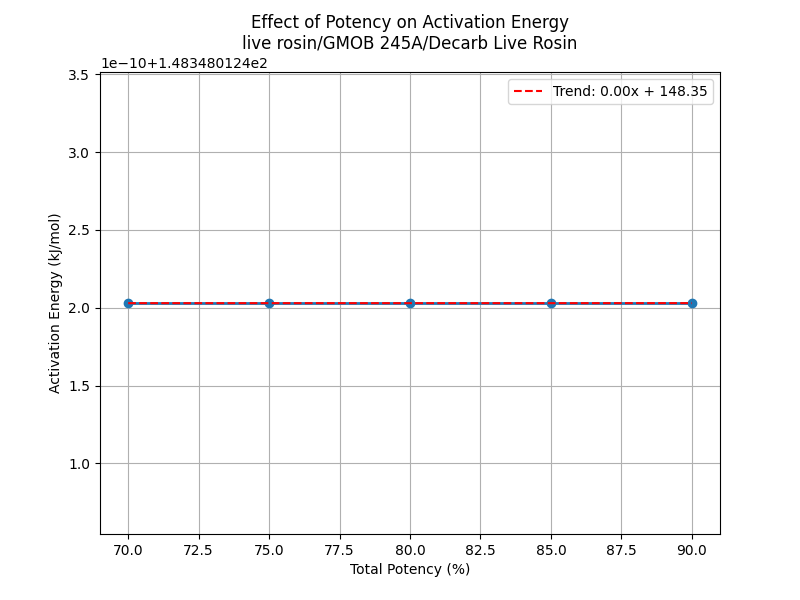 Effect of Potency on Activation Energy
live rosin/GMOB 245A/Decarb Live Rosin
1e−10+1.483480124e2
3.5
Trend: 0.00x + 148.35
3.0
2.5
2.0
1.5
1.0
Activation Energy (kJ/mol)
70.0 72.5 75.0 77.5 80.0 82.5 85.0 87.5 90.0
Total Potency (%)